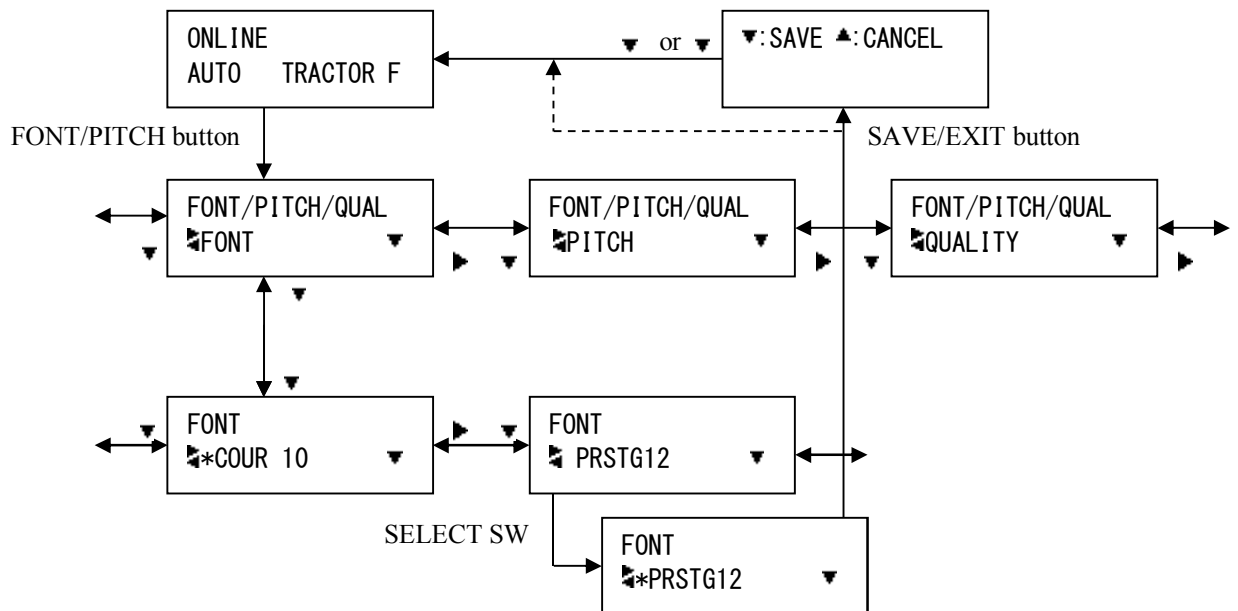 ONLINE
AUTO TRACTOR F
▼ or ▼
▼:SAVE ▲:CANCEL
FONT/PITCH button
SAVE/EXIT button
FONT/PITCH/QUAL
FONT ▼
FONT/PITCH/QUAL
PITCH ▼
FONT/PITCH/QUAL
QUALITY ▼
FONT
*COUR 10 ▼
FONT
PRSTG12 ▼
SELECT SW
FONT
*PRSTG12 ▼